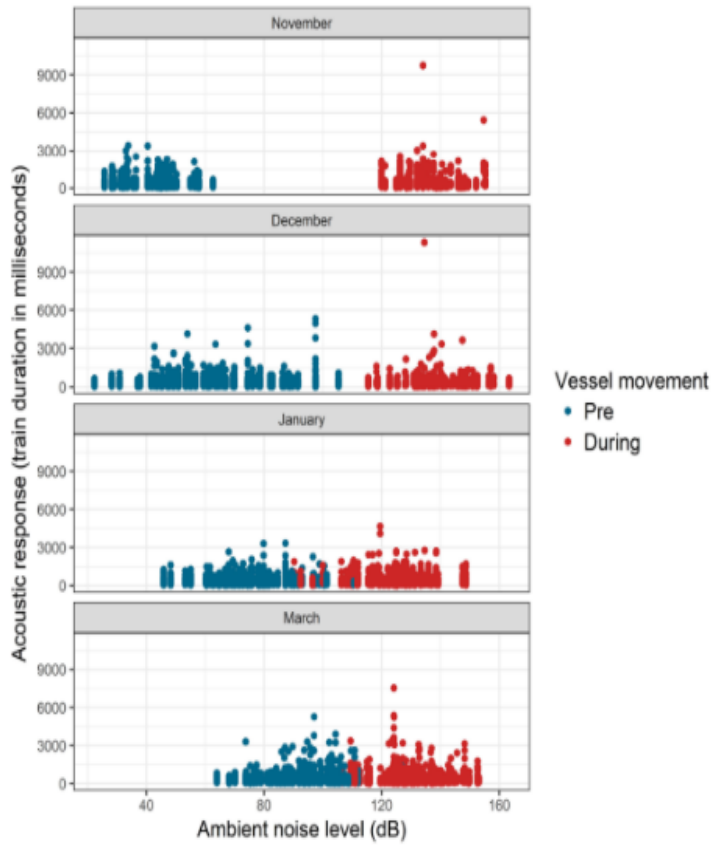 November
9000
6000
3000
0
December
9000
6000
3000
0
January
9000
6000
3000
0
March
9000
6000
3000
0
40 80 120 160
Ambient noise level (dB)
Acoustic response (train duration in milliseconds)
Vessel movement
Pre
During